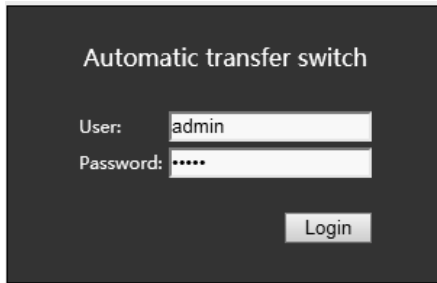 Automatic transfer switch
User: admin
Password: •••••
Login